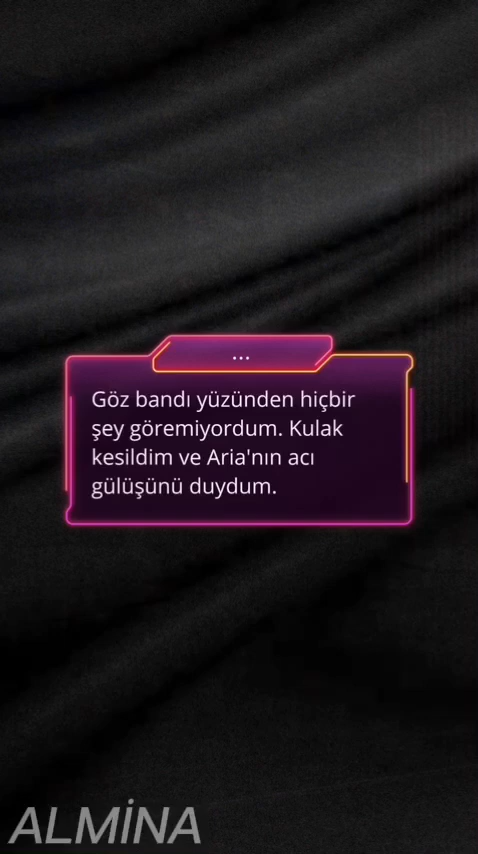 ...
Göz bandı yüzünden hiçbir
şey göremiyordum. Kulak
kesildim ve Aria'nın acı
gülüşünü duydum.
ALMİNA